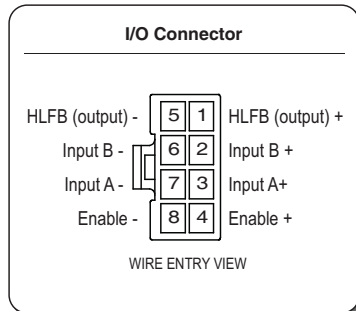 I/O Connector
HLFB (output) - 5 1 HLFB (output) +
Input B - 6 2 Input B +
Input A - 7 3 Input A+
Enable - 8 4 Enable +
WIRE ENTRY VIEW